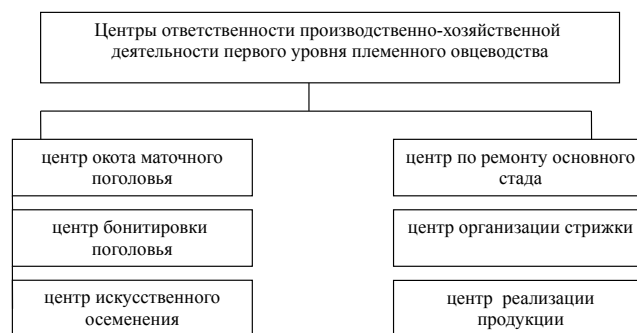 Центры ответственности производственно-хозяйственной
деятельности первого уровня племенного овцеводства
центр окота маточного
поголовья
центр по ремонту основного
стада
центр бонитировки
поголовья
центр организации стрижки
центр искусственного
осеменения
центр реализации
продукции